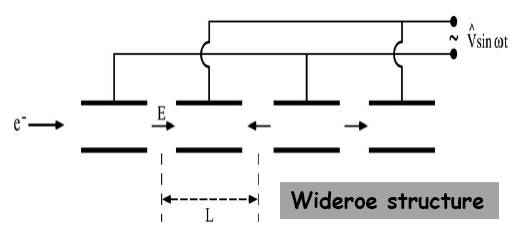 ~ V̂sin ωt
E
e⁻
L
Wideroe structure